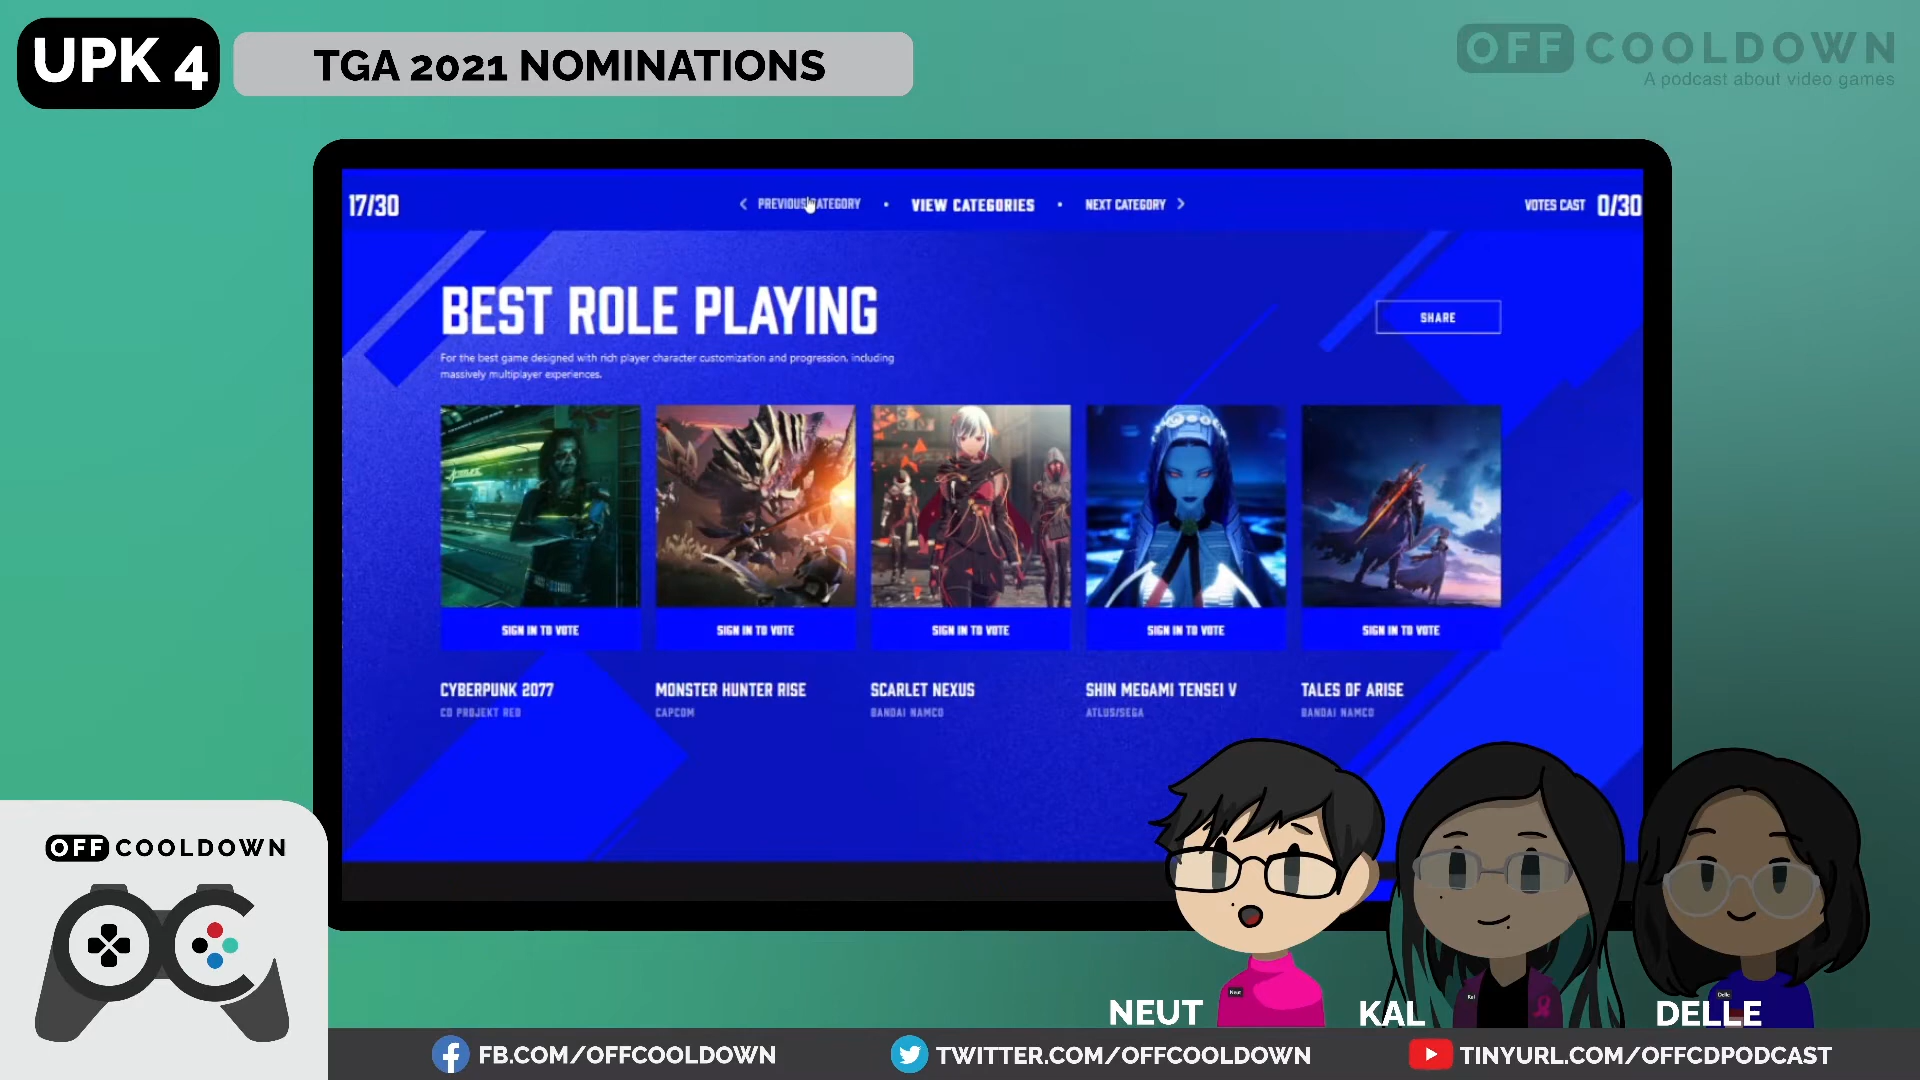 UPK 4
TGA 2021 NOMINATIONS
OFF COOLDOWN
A podcast about video games
17/30
PREVIOUS CATEGORY
VIEW CATEGORIES
NEXT CATEGORY
VOTES CAST 0/30
BEST ROLE PLAYING
SHARE
For the best game designed with rich player character customization and progression, including
massively multiplayer experiences.
SIGN IN TO VOTE
SIGN IN TO VOTE
SIGN IN TO VOTE
SIGN IN TO VOTE
SIGN IN TO VOTE
CYBERPUNK 2077
CD PROJEKT RED
MONSTER HUNTER RISE
CAPCOM
SCARLET NEXUS
BANDAI NAMCO
SHIN MEGAMI TENSEI V
ATLUS/SEGA
TALES OF ARISE
BANDAI NAMCO
OFF COOLDOWN
Neut
Kal
Delle
NEUT
KAL
DELLE
FB.COM/OFFCOOLDOWN
TWITTER.COM/OFFCOOLDOWN
TINYURL.COM/OFFCDPODCAST